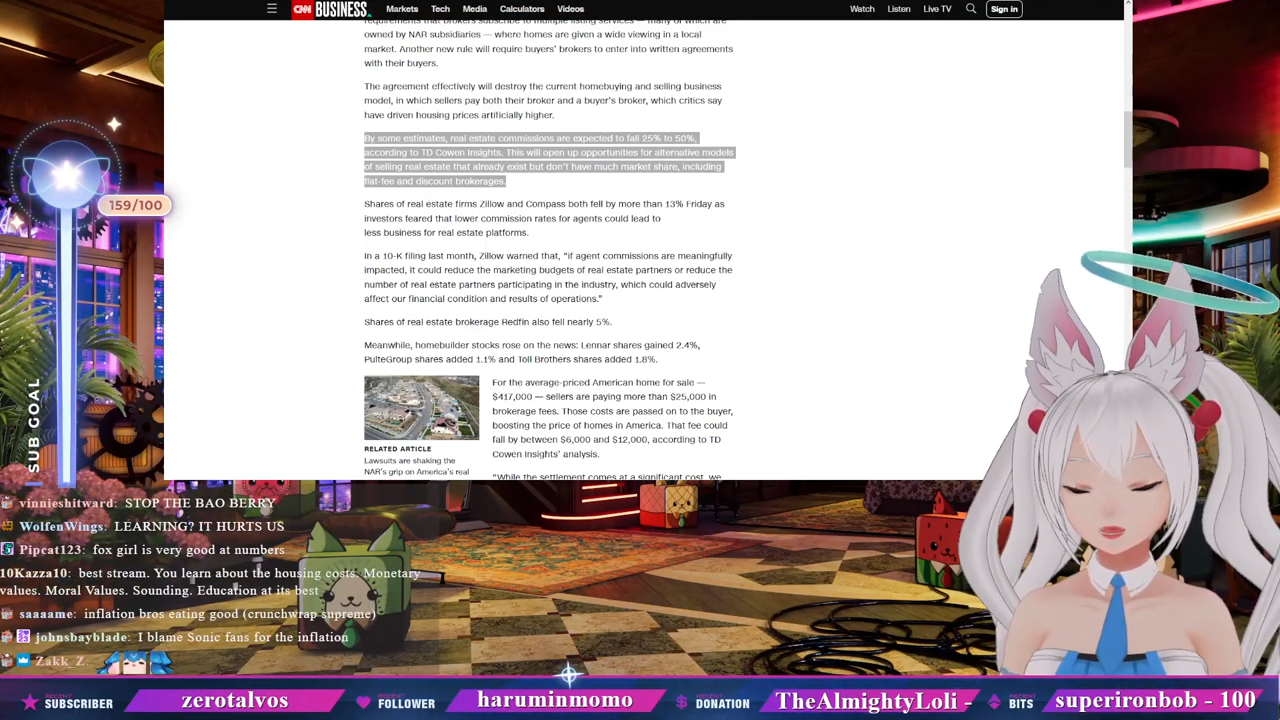 CNN BUSINESS
Markets Tech Media Calculators Videos
Watch Listen Live TV Sign in
requirements that brokers subscribe to multiple listing services — many of which are
owned by NAR subsidiaries — where homes are given a wide viewing in a local
market. Another new rule will require buyers' brokers to enter into written agreements
with their buyers.
The agreement effectively will destroy the current homebuying and selling business
model, in which sellers pay both their broker and a buyer's broker, which critics say
have driven housing prices artificially higher.
By some estimates, real estate commissions are expected to fall 25% to 50%,
according to TD Cowen Insights. This will open up opportunities for alternative models
of selling real estate that already exist but don't have much market share, including
flat-fee and discount brokerages.
Shares of real estate firms Zillow and Compass both fell by more than 13% Friday as
investors feared that lower commission rates for agents could lead to
less business for real estate platforms.
In a 10-K filing last month, Zillow warned that, “if agent commissions are meaningfully
impacted, it could reduce the marketing budgets of real estate partners or reduce the
number of real estate partners participating in the industry, which could adversely
affect our financial condition and results of operations.”
Shares of real estate brokerage Redfin also fell nearly 5%.
Meanwhile, homebuilder stocks rose on the news: Lennar shares gained 2.4%,
PulteGroup shares added 1.1% and Toll Brothers shares added 1.8%.
For the average-priced American home for sale —
$417,000 — sellers are paying more than $25,000 in
brokerage fees. Those costs are passed on to the buyer,
boosting the price of homes in America. That fee could
fall by between $6,000 and $12,000, according to TD
Cowen Insights' analysis.
“While the settlement comes at a significant cost, we
RELATED ARTICLE
Lawsuits are shaking the
NAR's grip on America's real
159/100
SUB GOAL
vinnieshitward: STOP THE BAO BERRY
WolfenWings: LEARNING? IT HURTS US
Pipcat123: fox girl is very good at numbers
10Kazza10: best stream. You learn about the housing costs. Monetary
values. Moral Values. Sounding. Education at its best
saaaame: inflation bros eating good (crunchwrap supreme)
johnsbayblade: I blame Sonic fans for the inflation
Zakk_Z:
RECENT SUBSCRIBER zerotalvos
RECENT FOLLOWER haruminmomo
RECENT DONATION TheAlmightyLoli -
RECENT BITS superironbob - 100